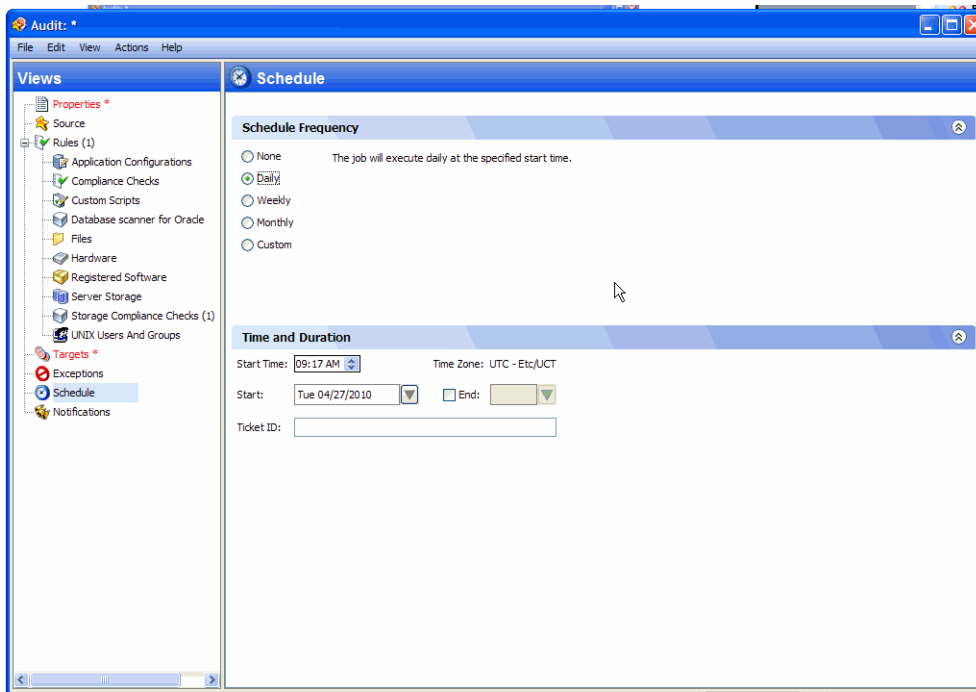 Audit: *
File Edit View Actions Help
Views
Properties *
Source
Rules (1)
Application Configurations
Compliance Checks
Custom Scripts
Database scanner for Oracle
Files
Hardware
Registered Software
Server Storage
Storage Compliance Checks (1)
UNIX Users And Groups
Targets *
Exceptions
Schedule
Notifications
Schedule
Schedule Frequency
None The job will execute daily at the specified start time.
Daily
Weekly
Monthly
Custom
Time and Duration
Start Time: 09:17 AM Time Zone: UTC - Etc/UCT
Start: Tue 04/27/2010 End:
Ticket ID: